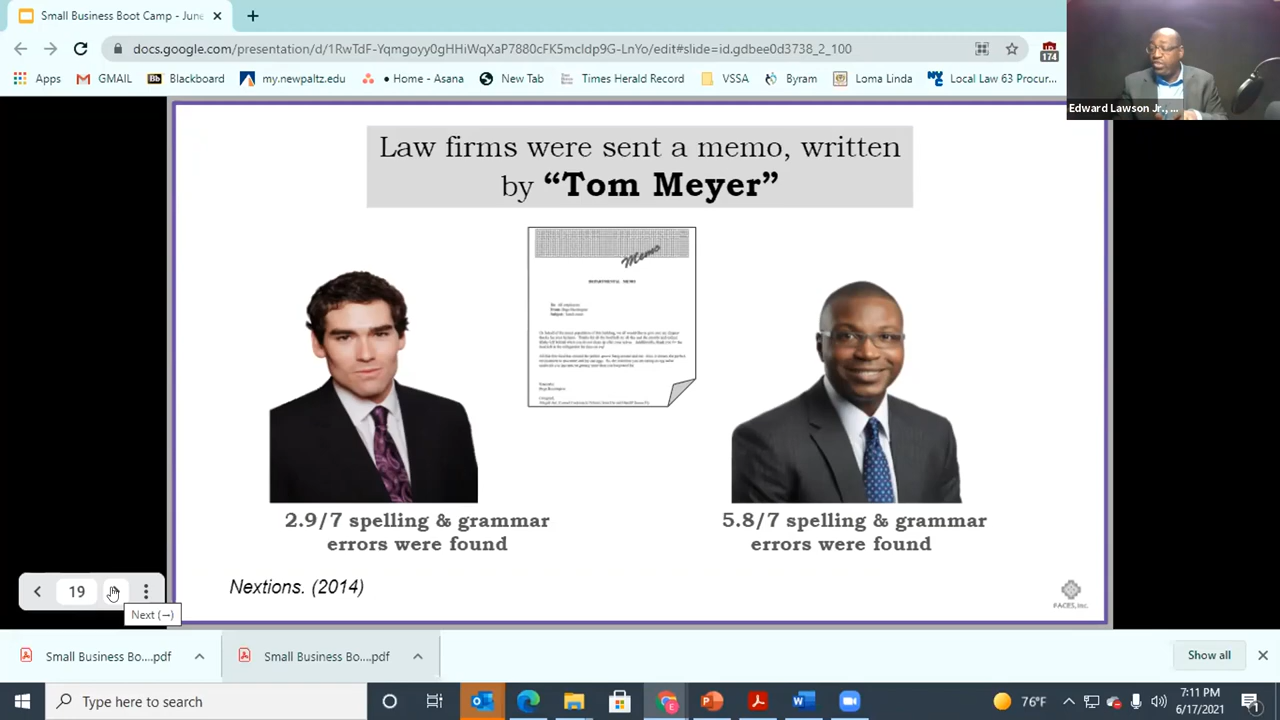 Small Business Boot Camp - June
docs.google.com/presentation/d/1RwTdF-Yqmgoyy0gHHiWqXaP7880cFK5mcIdp9G-LnYo/edit#slide=id.gdbee0d3738_2_100
174
Apps GMAIL Blackboard my.newpaltz.edu • Home - Asana New Tab Times Herald Record VSSA Byram Loma Linda Local Law 63 Procur...
Edward Lawson Jr., ...
Law firms were sent a memo, written
by “Tom Meyer”
Memo
DEPARTMENTAL MEMO
2.9/7 spelling & grammar
errors were found
5.8/7 spelling & grammar
errors were found
Nextions. (2014)
FACES, Inc.
19
Next (→)
Small Business Bo....pdf
Small Business Bo....pdf
Show all
Type here to search
76°F
7:11 PM
6/17/2021